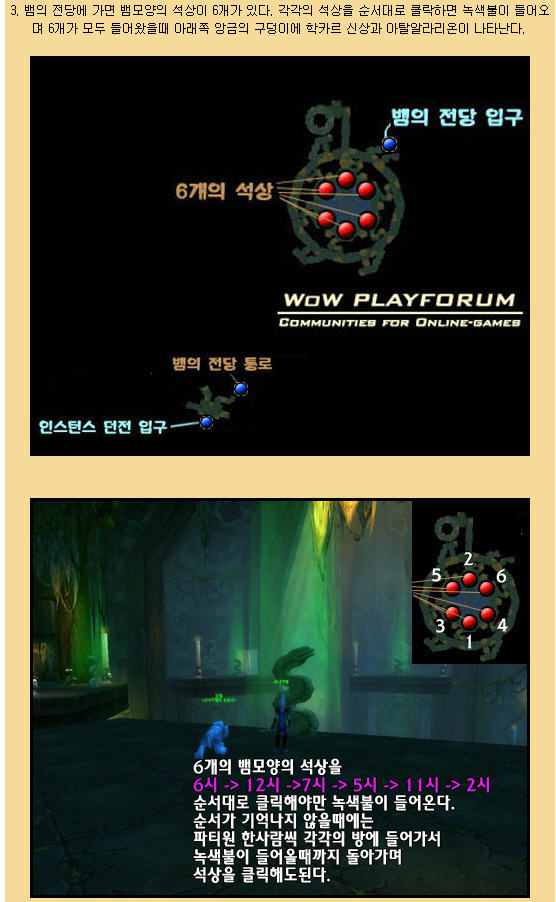 3. 뱀의 전당에 가면 뱀모양의 석상이 6개가 있다. 각각의 석상을 순서대로 클락하면 녹색불이 들어오
며 6개가 모두 들어왔을때 아래쪽 앙금의 구덩이에 학카르 신상과 아탈알라리온이 나타난다.
뱀의 전당 입구
6개의 석상
WoW PLAYFORUM
COMMUNITIES FOR ONLINE-GAMES
뱀의 전당 통로
인스턴스 던전 입구
2
5
6
3
4
1
6개의 뱀모양의 석상을
6시 -> 12시 ->7시 -> 5시 -> 11시 -> 2시
순서대로 클릭해야만 녹색불이 들어온다.
순서가 기억나지 않을때에는
파티원 한사람씩 각각의 방에 들어가서
녹색불이 들어올때까지 돌아가며
석상을 클릭해도된다.